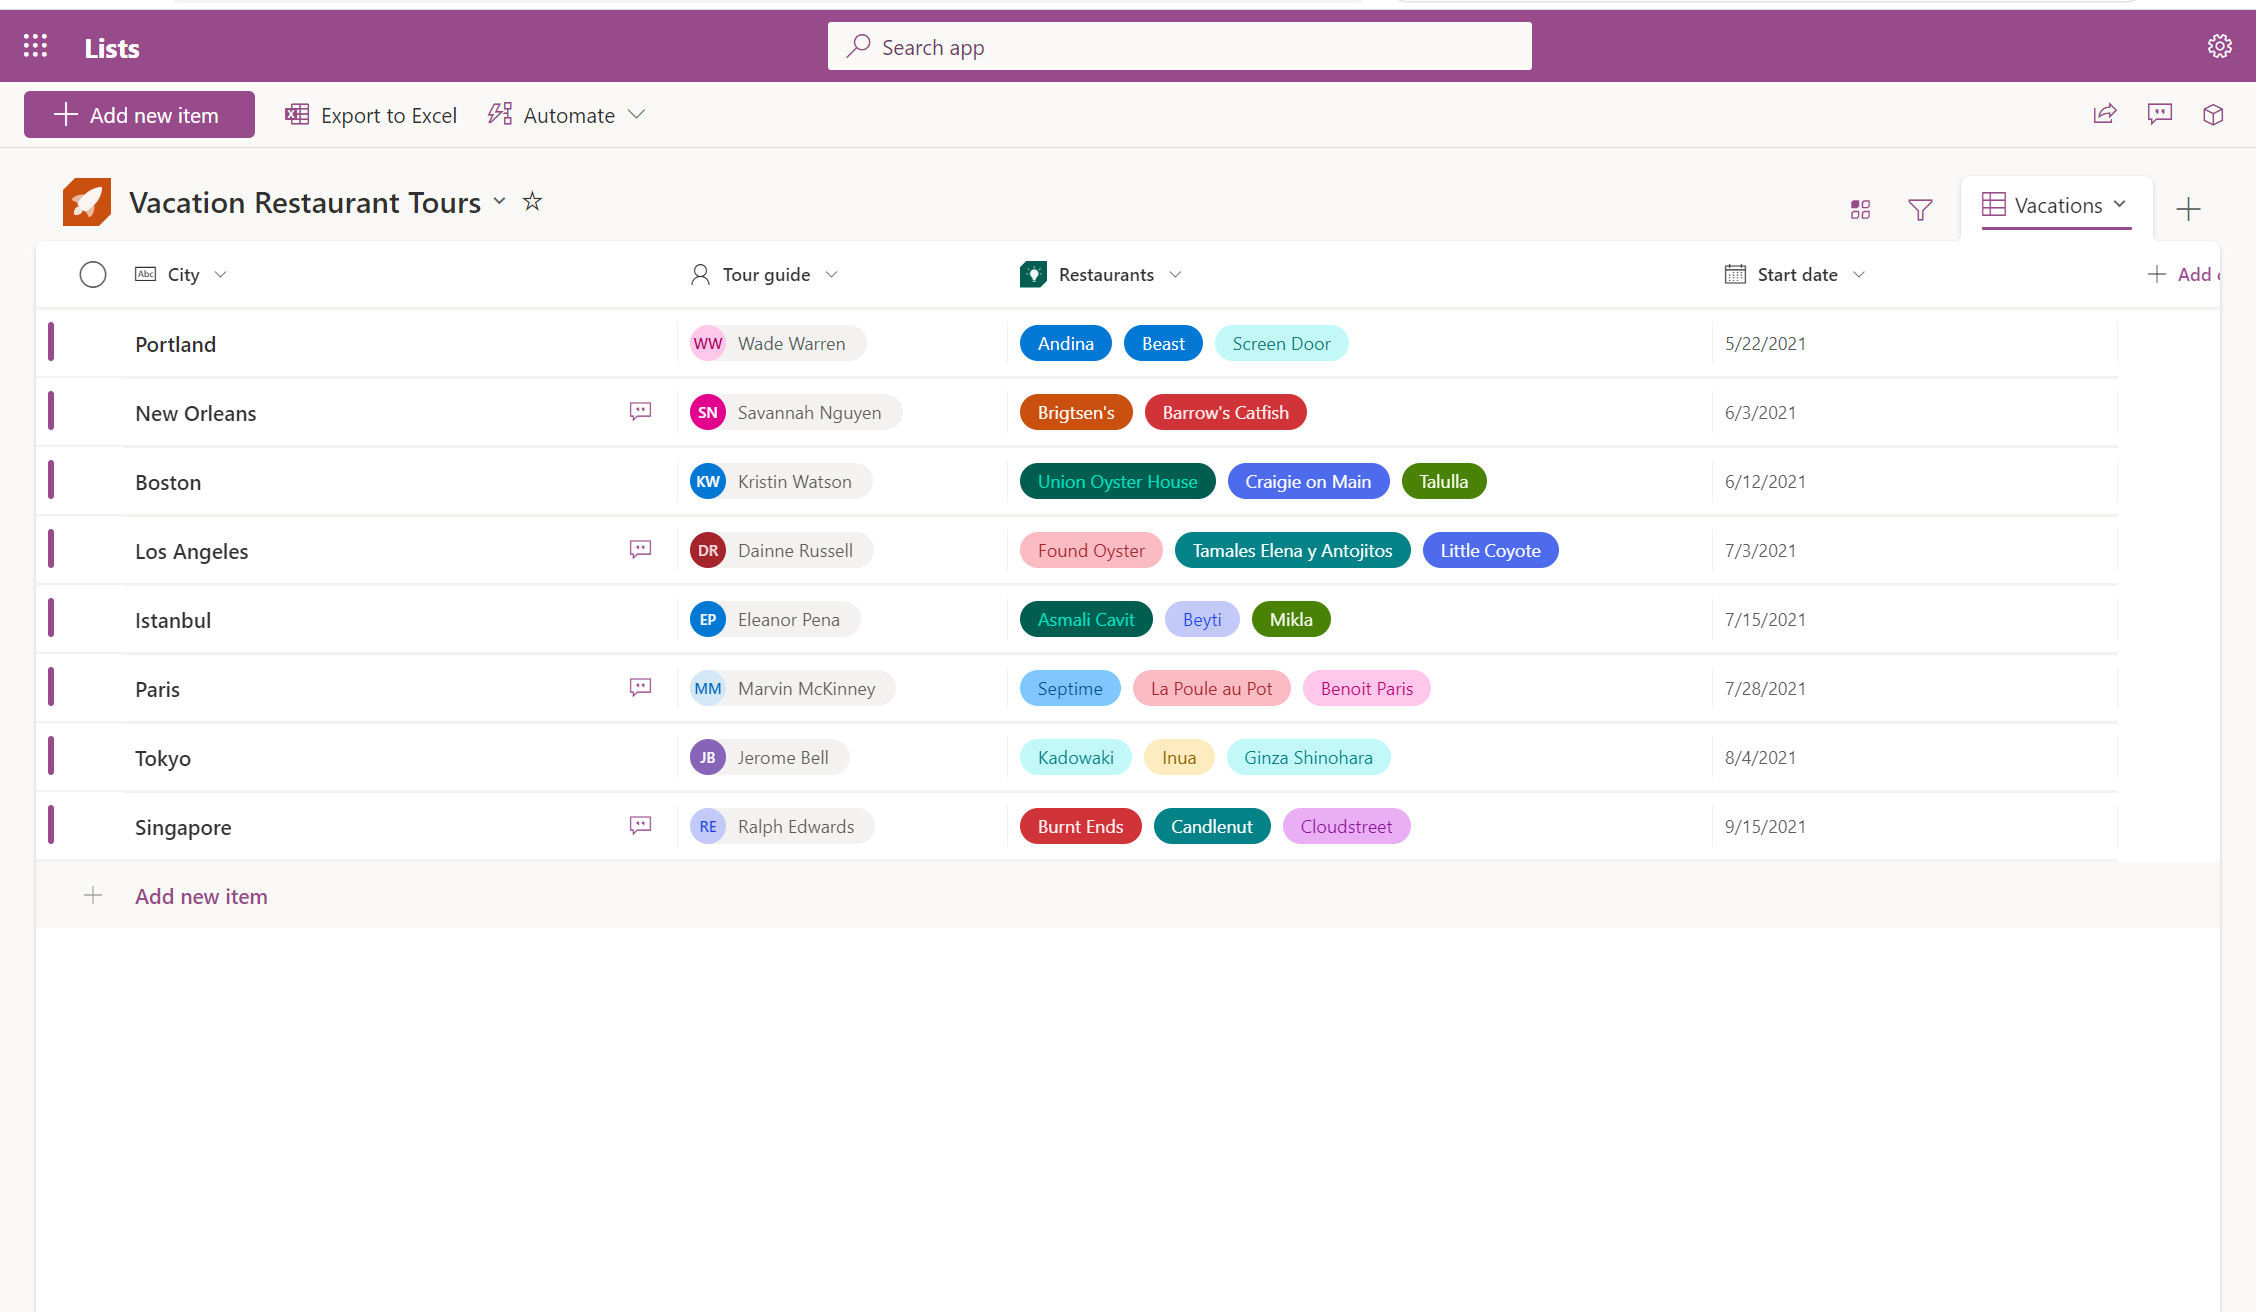 Lists
Search app
Add new item
Export to Excel
Automate
Vacation Restaurant Tours
Vacations
Abc City
Tour guide
Restaurants
Start date
Add
Portland WW Wade Warren Andina Beast Screen Door 5/22/2021
New Orleans SN Savannah Nguyen Brigtsen's Barrow's Catfish 6/3/2021
Boston KW Kristin Watson Union Oyster House Craigie on Main Talulla 6/12/2021
Los Angeles DR Dainne Russell Found Oyster Tamales Elena y Antojitos Little Coyote 7/3/2021
Istanbul EP Eleanor Pena Asmali Cavit Beyti Mikla 7/15/2021
Paris MM Marvin McKinney Septime La Poule au Pot Benoit Paris 7/28/2021
Tokyo JB Jerome Bell Kadowaki Inua Ginza Shinohara 8/4/2021
Singapore RE Ralph Edwards Burnt Ends Candlenut Cloudstreet 9/15/2021
Add new item